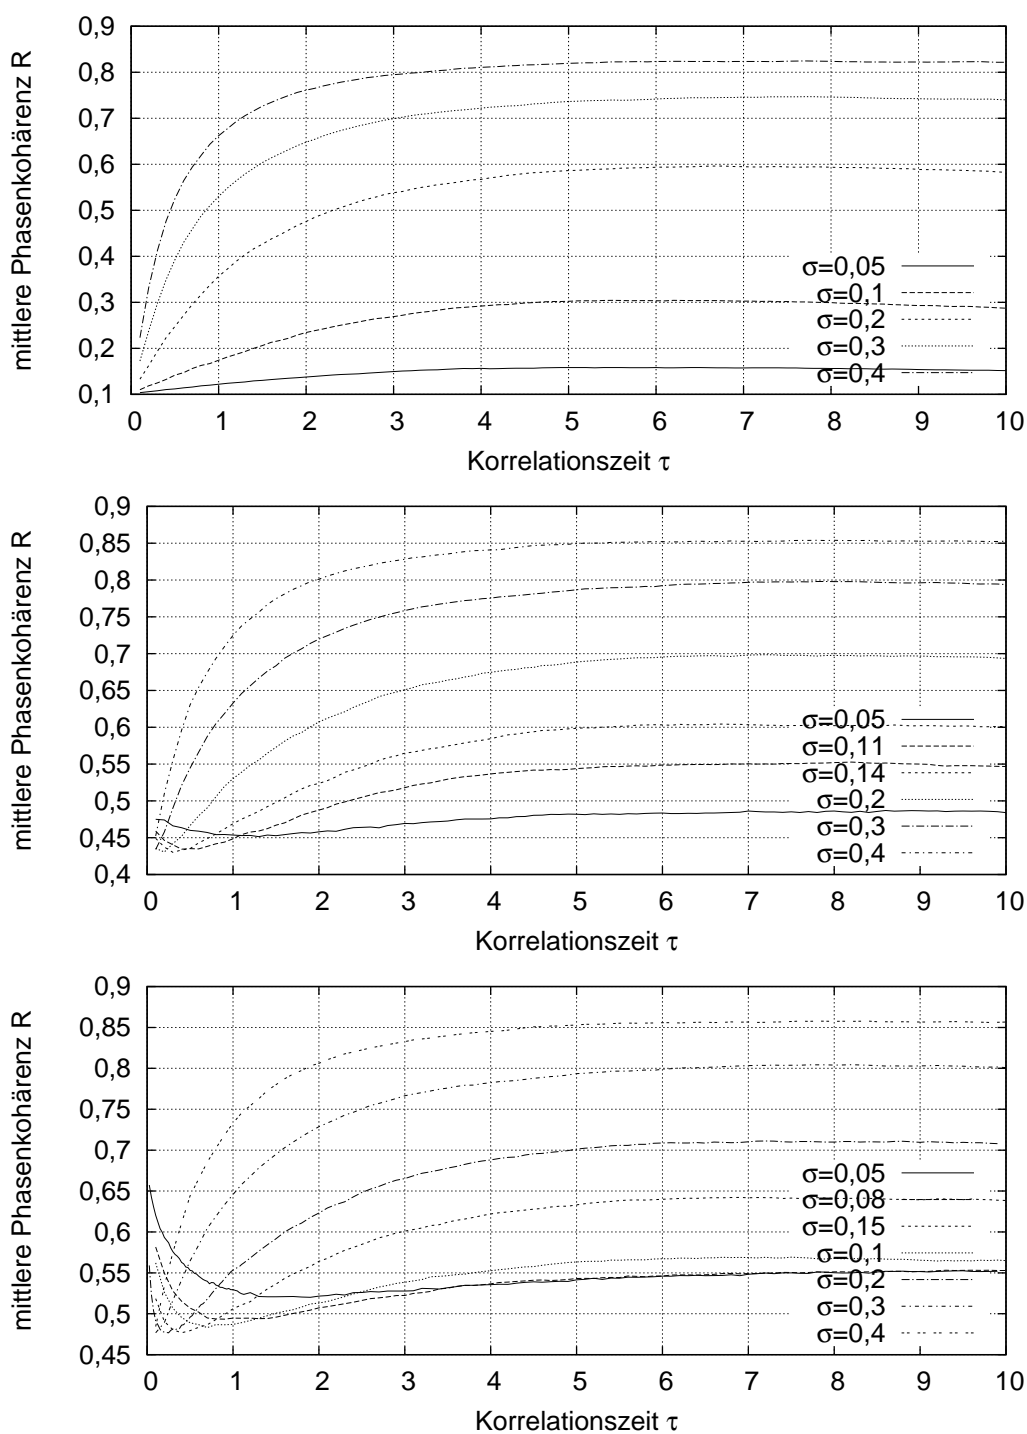 0,9
0,8
0,7
0,6
0,5
0,4
0,3
0,2
0,1
mittlere Phasenkohärenz R
σ=0,05
σ=0,1
σ=0,2
σ=0,3
σ=0,4
0 1 2 3 4 5 6 7 8 9 10
Korrelationszeit τ
0,9
0,85
0,8
0,75
0,7
0,65
0,6
0,55
0,5
0,45
0,4
mittlere Phasenkohärenz R
σ=0,05
σ=0,11
σ=0,14
σ=0,2
σ=0,3
σ=0,4
0 1 2 3 4 5 6 7 8 9 10
Korrelationszeit τ
0,9
0,85
0,8
0,75
0,7
0,65
0,6
0,55
0,5
0,45
mittlere Phasenkohärenz R
σ=0,05
σ=0,08
σ=0,15
σ=0,1
σ=0,2
σ=0,3
σ=0,4
0 1 2 3 4 5 6 7 8 9 10
Korrelationszeit τ